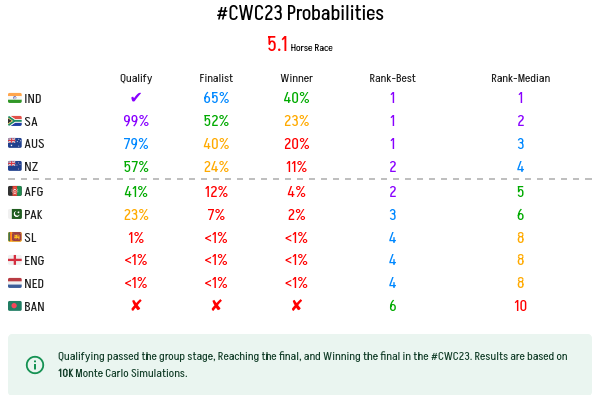 #CWC23 Probabilities
5.1 Horse Race
Qualify Finalist Winner Rank-Best Rank-Median
IND ✔ 65% 40% 1 1
SA 99% 52% 23% 1 2
AUS 79% 40% 20% 1 3
NZ 57% 24% 11% 2 4
AFG 41% 12% 4% 2 5
PAK 23% 7% 2% 3 6
SL 1% <1% <1% 4 8
ENG <1% <1% <1% 4 8
NED <1% <1% <1% 4 8
BAN ✘ ✘ ✘ 6 10
Qualifying passed the group stage, Reaching the final, and Winning the final in the #CWC23. Results are based on
10K Monte Carlo Simulations.